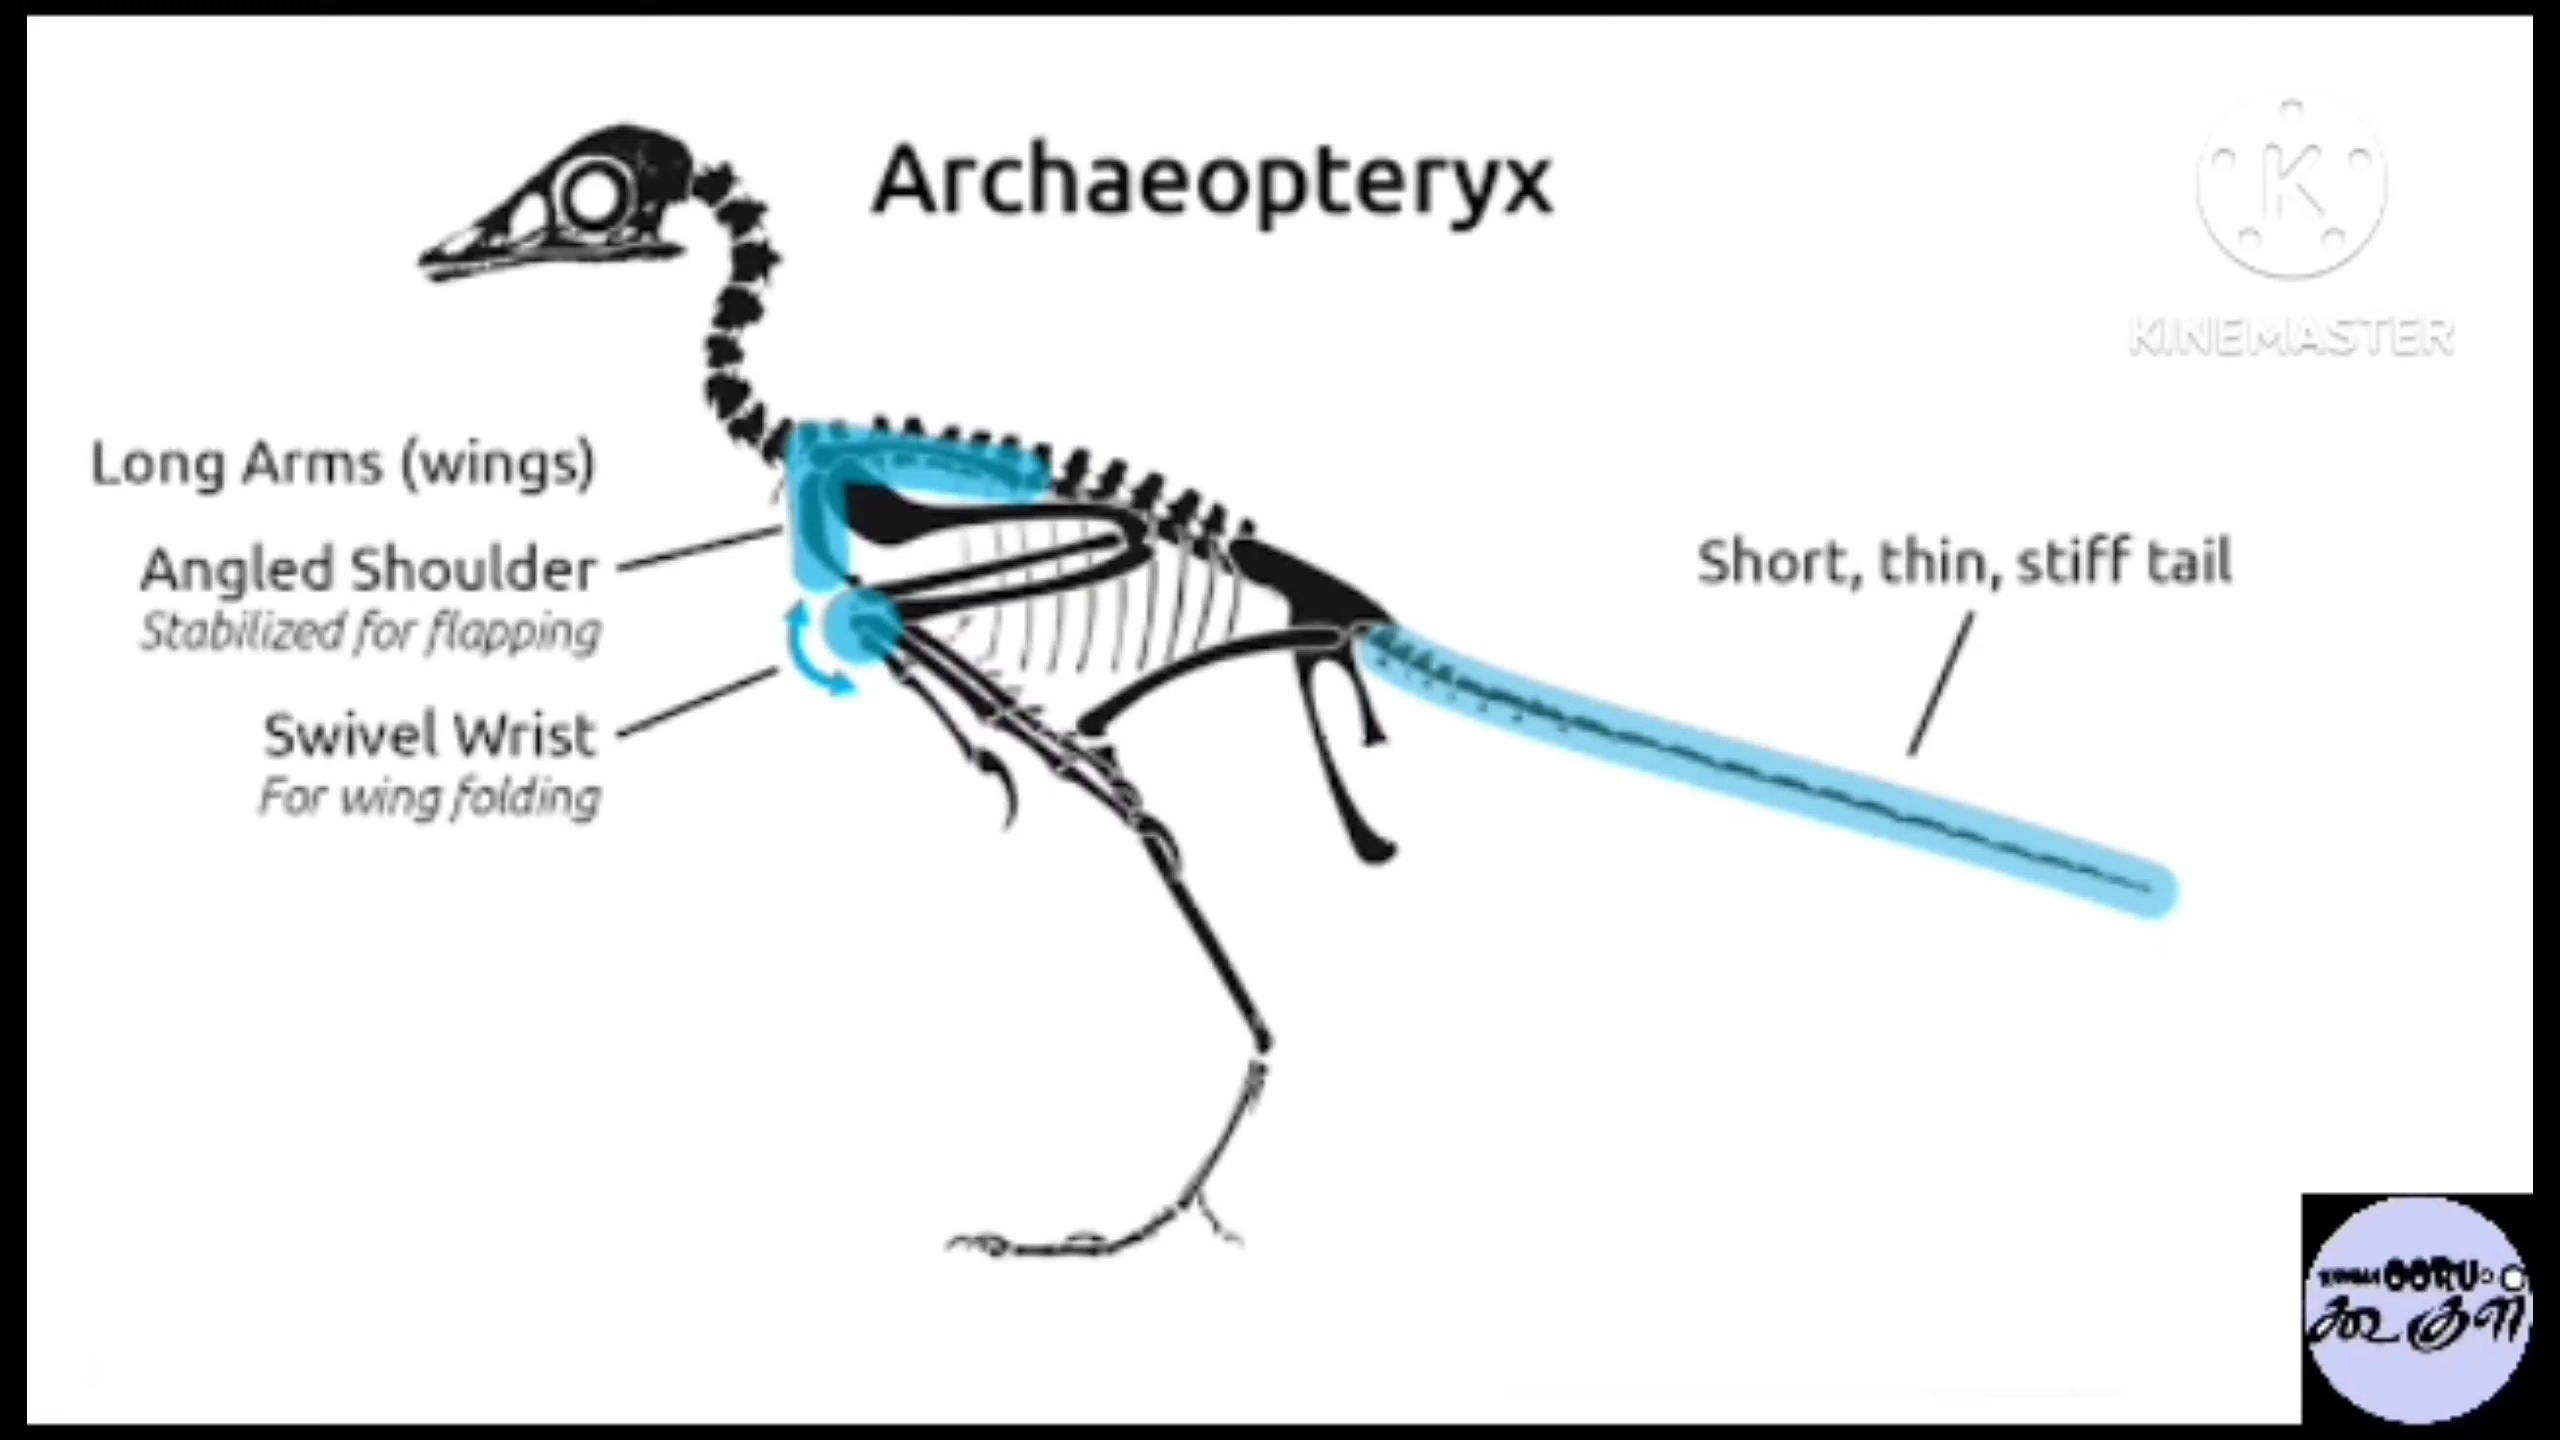 Archaeopteryx
K
KINEMASTER
Long Arms (wings)
Angled Shoulder
Stabilized for flapping
Swivel Wrist
For wing folding
Short, thin, stiff tail
OORU